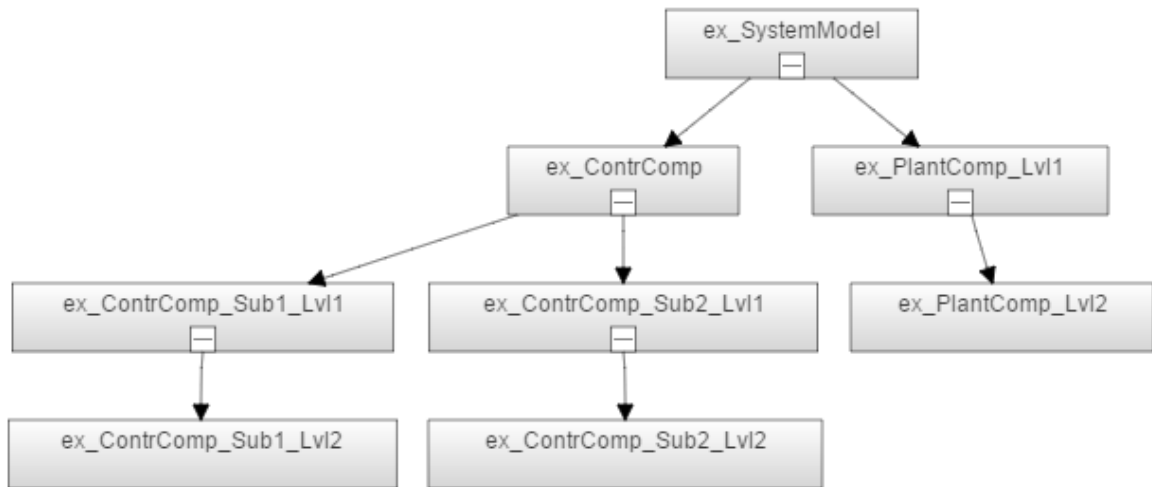 ex_SystemModel
ex_ContrComp
ex_PlantComp_Lvl1
ex_ContrComp_Sub1_Lvl1
ex_ContrComp_Sub2_Lvl1
ex_PlantComp_Lvl2
ex_ContrComp_Sub1_Lvl2
ex_ContrComp_Sub2_Lvl2